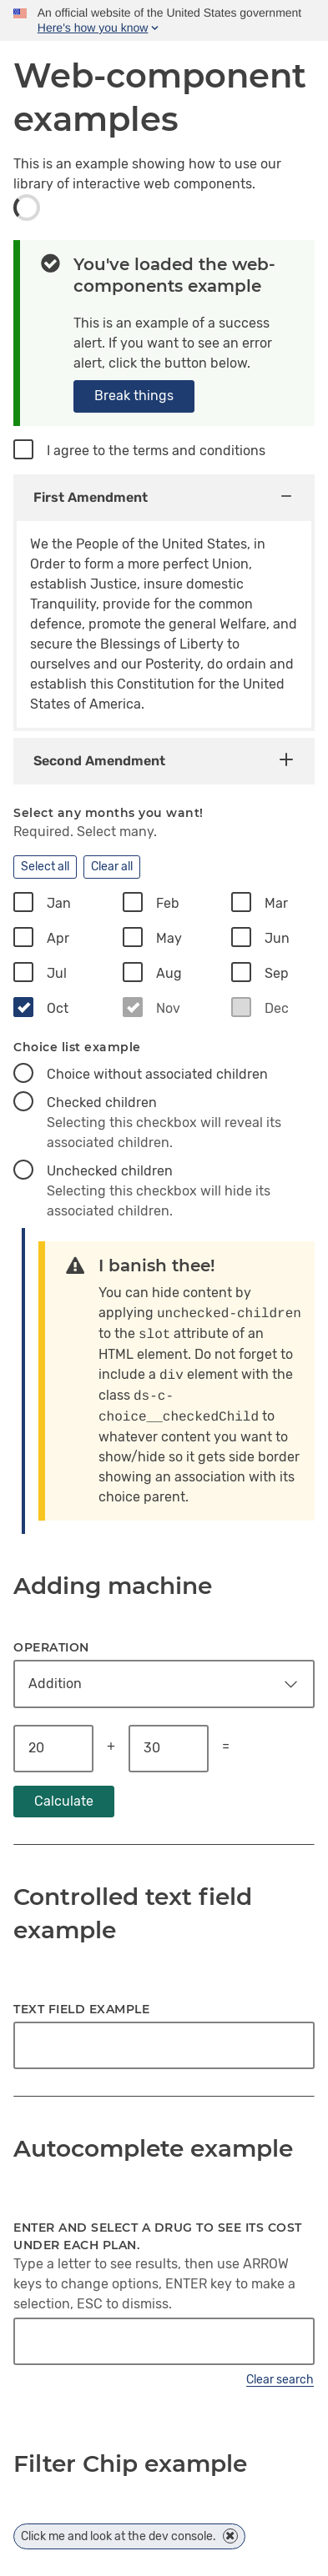 An official website of the United States government
Here's how you know
Web-component
examples
This is an example showing how to use our
library of interactive web components.
You've loaded the web-
components example
This is an example of a success
alert. If you want to see an error
alert, click the button below.
Break things
I agree to the terms and conditions
First Amendment
We the People of the United States, in
Order to form a more perfect Union,
establish Justice, insure domestic
Tranquility, provide for the common
defence, promote the general Welfare, and
secure the Blessings of Liberty to
ourselves and our Posterity, do ordain and
establish this Constitution for the United
States of America.
Second Amendment
Select any months you want!
Required. Select many.
Select all Clear all
Jan Feb Mar
Apr May Jun
Jul Aug Sep
Oct Nov Dec
Choice list example
Choice without associated children
Checked children
Selecting this checkbox will reveal its
associated children.
Unchecked children
Selecting this checkbox will hide its
associated children.
I banish thee!
You can hide content by
applying unchecked-children
to the slot attribute of an
HTML element. Do not forget to
include a div element with the
class ds-c-
choice__checkedChild to
whatever content you want to
show/hide so it gets side border
showing an association with its
choice parent.
Adding machine
OPERATION
Addition
20 + 30 =
Calculate
Controlled text field
example
TEXT FIELD EXAMPLE
Autocomplete example
ENTER AND SELECT A DRUG TO SEE ITS COST
UNDER EACH PLAN.
Type a letter to see results, then use ARROW
keys to change options, ENTER key to make a
selection, ESC to dismiss.
Clear search
Filter Chip example
Click me and look at the dev console.